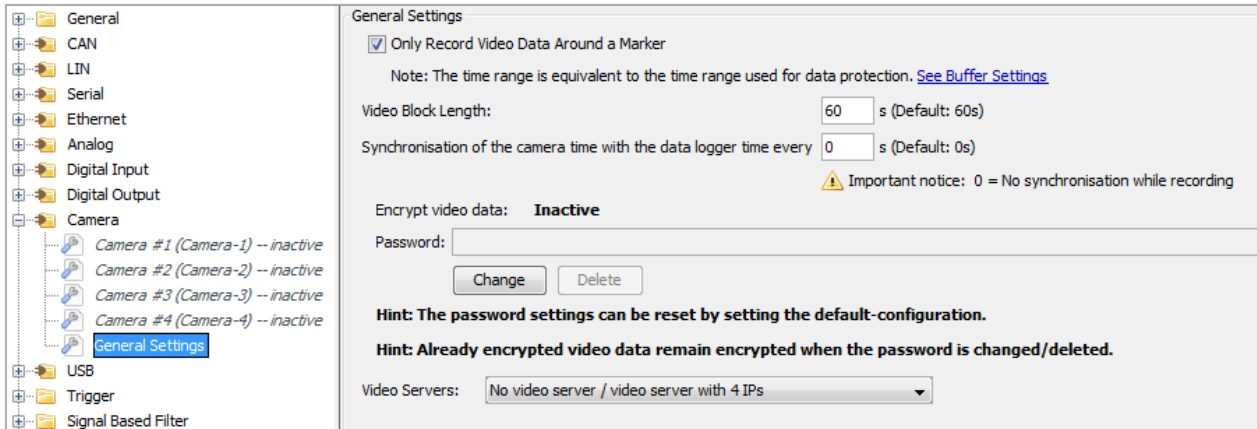 General
CAN
LIN
Serial
Ethernet
Analog
Digital Input
Digital Output
Camera
Camera #1 (Camera-1) -- inactive
Camera #2 (Camera-2) -- inactive
Camera #3 (Camera-3) -- inactive
Camera #4 (Camera-4) -- inactive
General Settings
USB
Trigger
Signal Based Filter
General Settings
Only Record Video Data Around a Marker
Note: The time range is equivalent to the time range used for data protection. See Buffer Settings
Video Block Length: 60 s (Default: 60s)
Synchronisation of the camera time with the data logger time every 0 s (Default: 0s)
Important notice: 0 = No synchronisation while recording
Encrypt video data: Inactive
Password:
Change Delete
Hint: The password settings can be reset by setting the default-configuration.
Hint: Already encrypted video data remain encrypted when the password is changed/deleted.
Video Servers: No video server / video server with 4 IPs